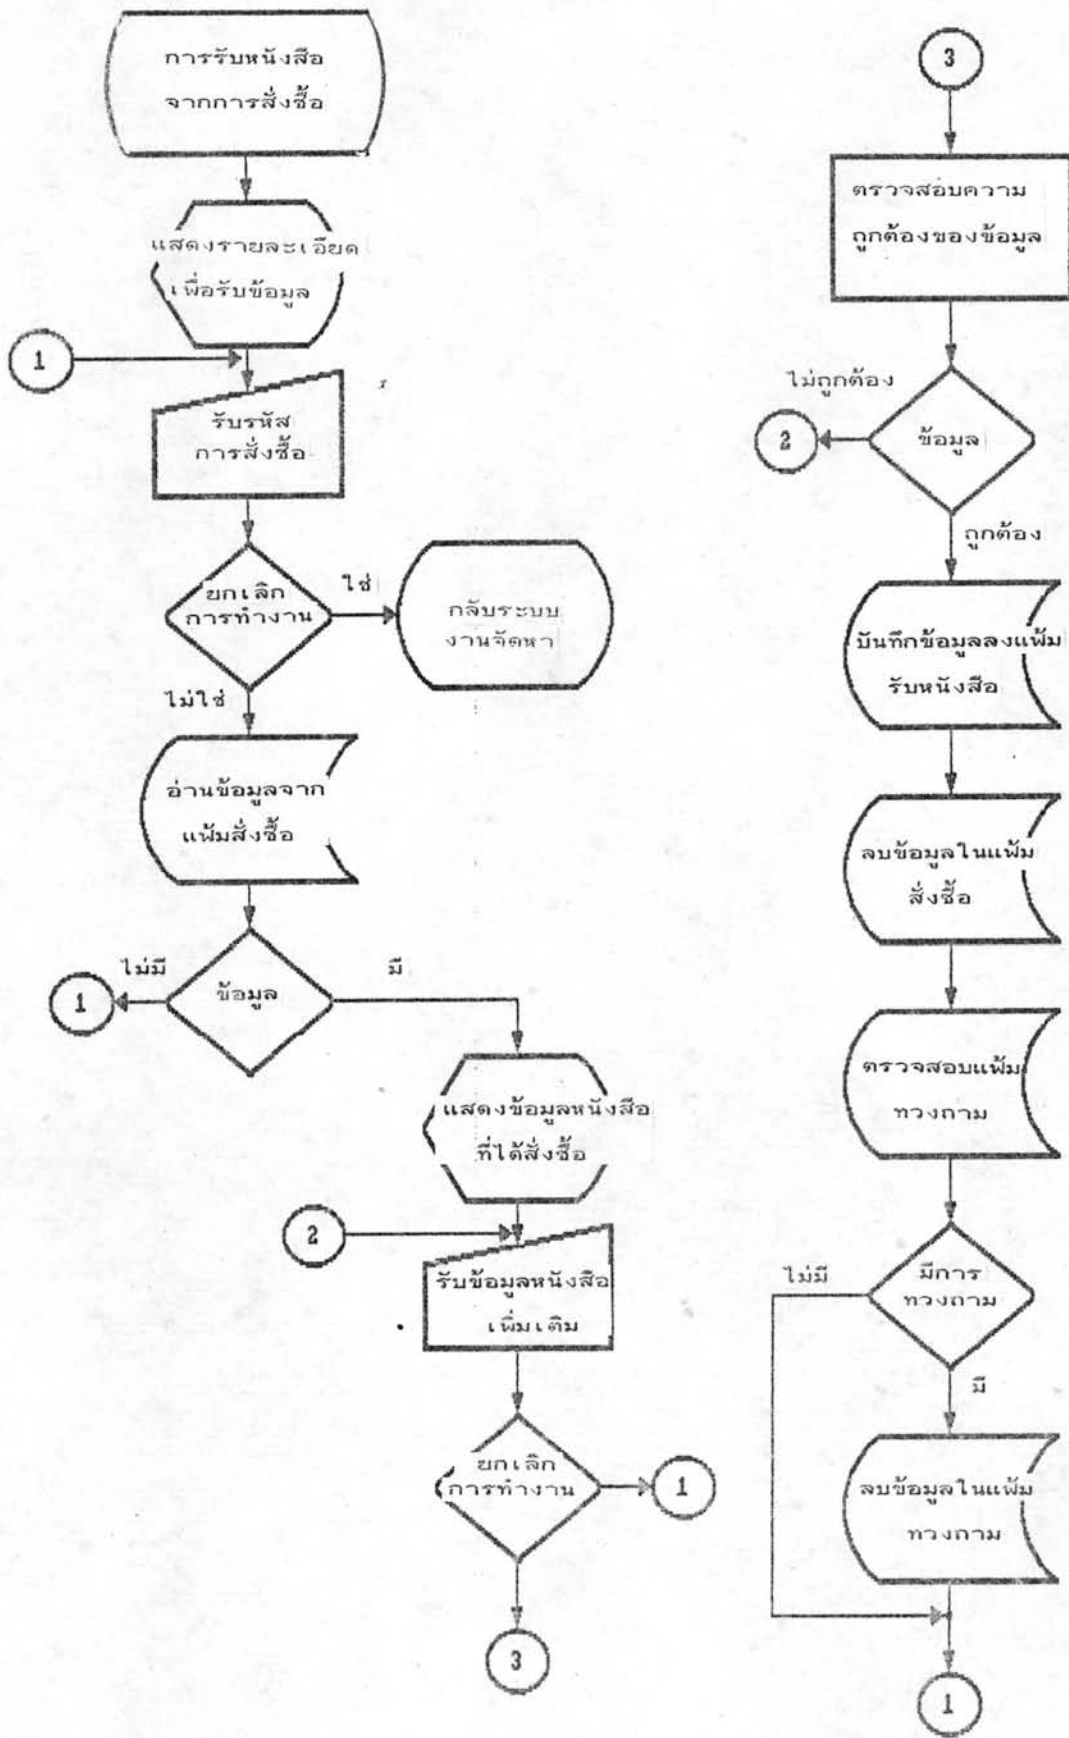 การรับหนังสือ
จากการสั่งซื้อ
แสดงรายละเอียด
เพื่อรับข้อมูล
1
รับรหัส
การสั่งซื้อ
ยกเลิก
การทำงาน
ใช่
กลับระบบ
งานจัดหา
ไม่ใช่
อ่านข้อมูลจาก
แฟ้มสั่งซื้อ
ไม่มี
มี
1
ข้อมูล
แสดงข้อมูลหนังสือ
ที่ได้สั่งซื้อ
2
รับข้อมูลหนังสือ
เพิ่มเติม
ยกเลิก
การทำงาน
1
3
3
ตรวจสอบความ
ถูกต้องของข้อมูล
ไม่ถูกต้อง
2
ข้อมูล
ถูกต้อง
บันทึกข้อมูลลงแฟ้ม
รับหนังสือ
ลบข้อมูลในแฟ้ม
สั่งซื้อ
ตรวจสอบแฟ้ม
ทวงถาม
ไม่มี
มีการ
ทวงถาม
มี
ลบข้อมูลในแฟ้ม
ทวงถาม
1